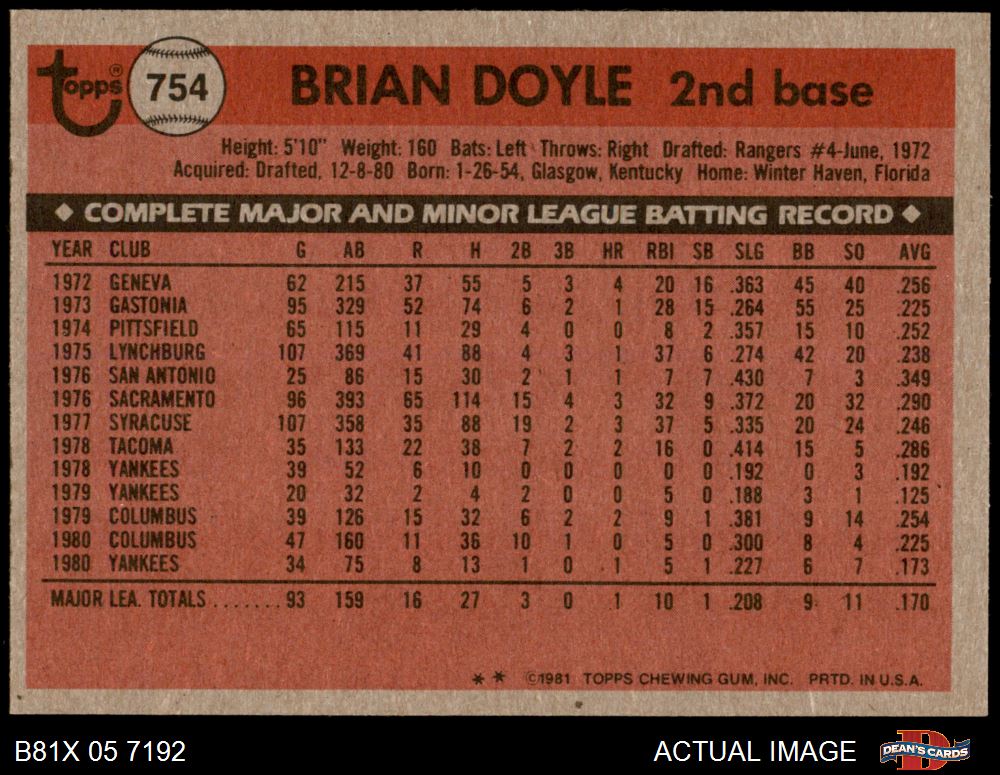 Topps® 754 BRIAN DOYLE 2nd base
Height: 5'10" Weight: 160 Bats: Left Throws: Right Drafted: Rangers #4-June, 1972
Acquired: Drafted, 12-8-80 Born: 1-26-54, Glasgow, Kentucky Home: Winter Haven, Florida
◆ COMPLETE MAJOR AND MINOR LEAGUE BATTING RECORD ◆
YEAR CLUB G AB R H 2B 3B HR RBI SB SLG BB SO AVG
1972 GENEVA 62 215 37 55 5 3 4 20 16 .363 45 40 .256
1973 GASTONIA 95 329 52 74 6 2 1 28 15 .264 55 25 .225
1974 PITTSFIELD 65 115 11 29 4 0 0 8 2 .357 15 10 .252
1975 LYNCHBURG 107 369 41 88 4 3 1 37 6 .274 42 20 .238
1976 SAN ANTONIO 25 86 15 30 2 1 1 7 7 .430 7 3 .349
1976 SACRAMENTO 96 393 65 114 15 4 3 32 9 .372 20 32 .290
1977 SYRACUSE 107 358 35 88 19 2 3 37 5 .335 20 24 .246
1978 TACOMA 35 133 22 38 7 2 2 16 0 .414 15 5 .286
1978 YANKEES 39 52 6 10 0 0 0 0 0 .192 0 3 .192
1979 YANKEES 20 32 2 4 2 0 0 5 0 .188 3 1 .125
1979 COLUMBUS 39 126 15 32 6 2 2 9 1 .381 9 14 .254
1980 COLUMBUS 47 160 11 36 10 1 0 5 0 .300 8 4 .225
1980 YANKEES 34 75 8 13 1 0 1 5 1 .227 6 7 .173
MAJOR LEA. TOTALS ....... 93 159 16 27 3 0 1 10 1 .208 9 11 .170
* * ©1981 TOPPS CHEWING GUM, INC. PRTD. IN U.S.A.
B81X 05 7192 ACTUAL IMAGE DEAN'S CARDS